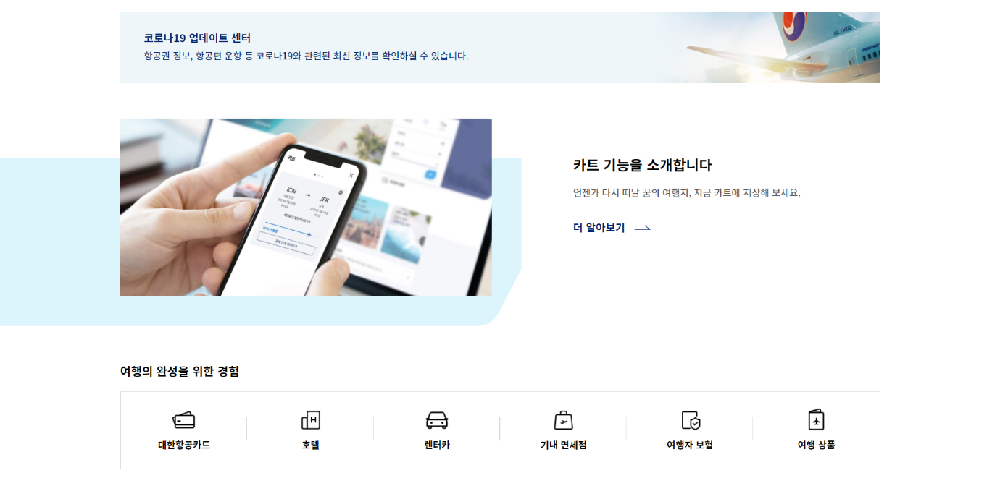 코로나19 업데이트 센터
항공권 정보, 항공편 운항 등 코로나19와 관련된 최신 정보를 확인하실 수 있습니다.
카트
ICN
JFK
카트 기능을 소개합니다
언젠가 다시 떠날 꿈의 여행지, 지금 카트에 저장해 보세요.
더 알아보기
여행의 완성을 위한 경험
H
대한항공카드
호텔
렌터카
기내 면세점
여행자 보험
여행 상품